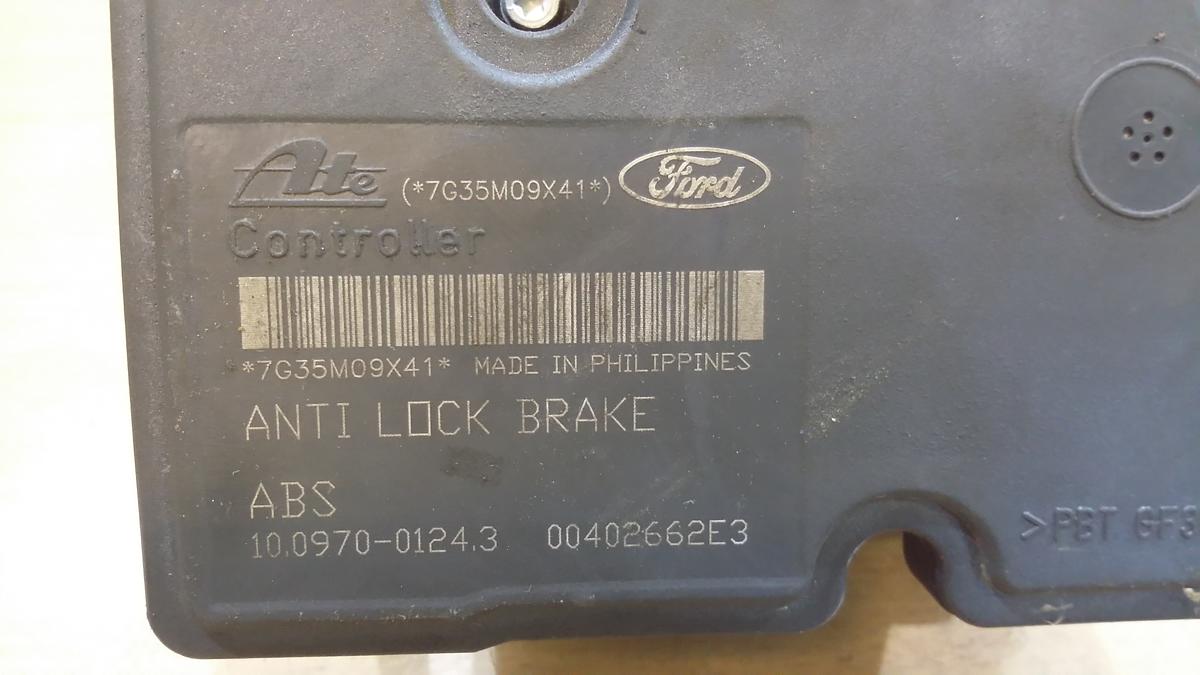 Ate (*7G35M09X41*) Ford
Controller
*7G35M09X41* MADE IN PHILIPPINES
ANTI LOCK BRAKE
ABS
10.0970-0124.3 00402662E3
>PBT GF3